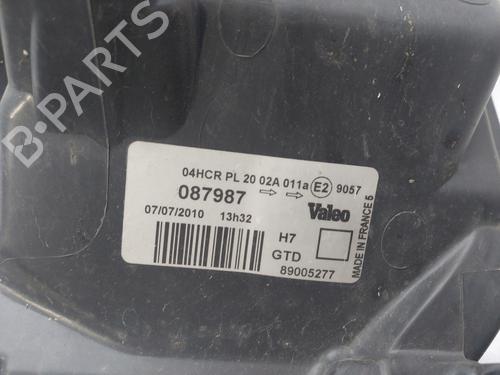 B-PARTS
04HCR PL 20 02A 011a E2 9057
087987
Valeo
07/07/2010 13h32
H7
GTD
89005277
MADE IN FRANCE 5